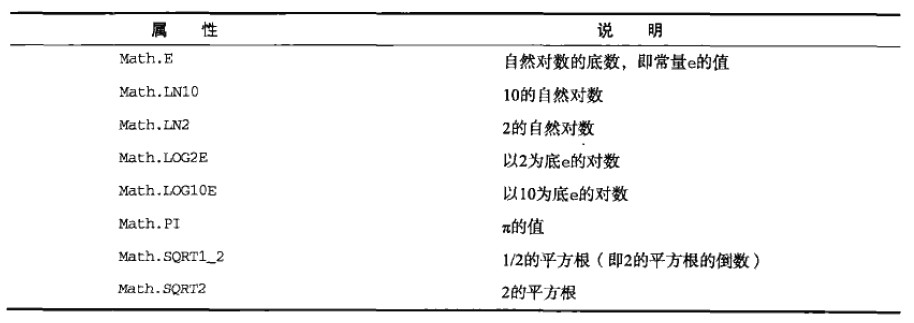 属 性 说 明
Math.E 自然对数的底数，即常量e的值
Math.LN10 10的自然对数
Math.LN2 2的自然对数
Math.LOG2E 以2为底e的对数
Math.LOG10E 以10为底e的对数
Math.PI π的值
Math.SQRT1_2 1/2的平方根（即2的平方根的倒数）
Math.SQRT2 2的平方根